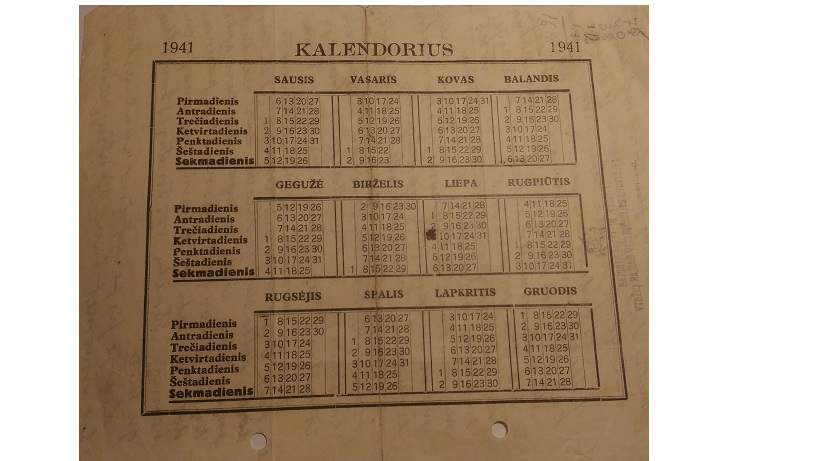 1941 KALENDORIUS 1941
SAUSIS VASARIS KOVAS BALANDIS
Pirmadienis 6 13 20 27 3 10 17 24 3 10 17 24 31 7 14 21 28
Antradienis 7 14 21 28 4 11 18 25 4 11 18 25 1 8 15 22 29
Trečiadienis 1 8 15 22 29 5 12 19 26 5 12 19 26 2 9 16 23 30
Ketvirtadienis 2 9 16 23 30 6 13 20 27 6 13 20 27 3 10 17 24
Penktadienis 3 10 17 24 31 7 14 21 28 7 14 21 28 4 11 18 25
Šeštadienis 4 11 18 25 1 8 15 22 1 8 15 22 29 5 12 19 26
Sekmadienis 5 12 19 26 2 9 16 23 2 9 16 23 30 6 13 20 27
GEGUŽĖ BIRŽELIS LIEPA RUGPIŪTIS
Pirmadienis 5 12 19 26 2 9 16 23 30 7 14 21 28 4 11 18 25
Antradienis 6 13 20 27 3 10 17 24 1 8 15 22 29 5 12 19 26
Trečiadienis 7 14 21 28 4 11 18 25 9 16 23 30 6 13 20 27
Ketvirtadienis 1 8 15 22 29 5 12 19 26 10 17 24 31 7 14 21 28
Penktadienis 2 9 16 23 30 6 13 20 27 4 11 18 25 1 8 15 22 29
Šeštadienis 3 10 17 24 31 7 14 21 28 5 12 19 26 2 9 16 23 30
Sekmadienis 4 11 18 25 1 8 15 22 29 6 13 20 27 3 10 17 24 31
RUGSĖJIS SPALIS LAPKRITIS GRUODIS
Pirmadienis 1 8 15 22 29 6 13 20 27 3 10 17 24 1 8 15 22 29
Antradienis 2 9 16 23 30 7 14 21 28 4 11 18 25 2 9 16 23 30
Trečiadienis 3 10 17 24 1 8 15 22 29 5 12 19 26 3 10 17 24 31
Ketvirtadienis 4 11 18 25 2 9 16 23 30 6 13 20 27 4 11 18 25
Penktadienis 5 12 19 26 3 10 17 24 31 7 14 21 28 5 12 19 26
Šeštadienis 6 13 20 27 4 11 18 25 1 8 15 22 29 6 13 20 27
Sekmadienis 7 14 21 28 5 12 19 26 2 9 16 23 30 7 14 21 28